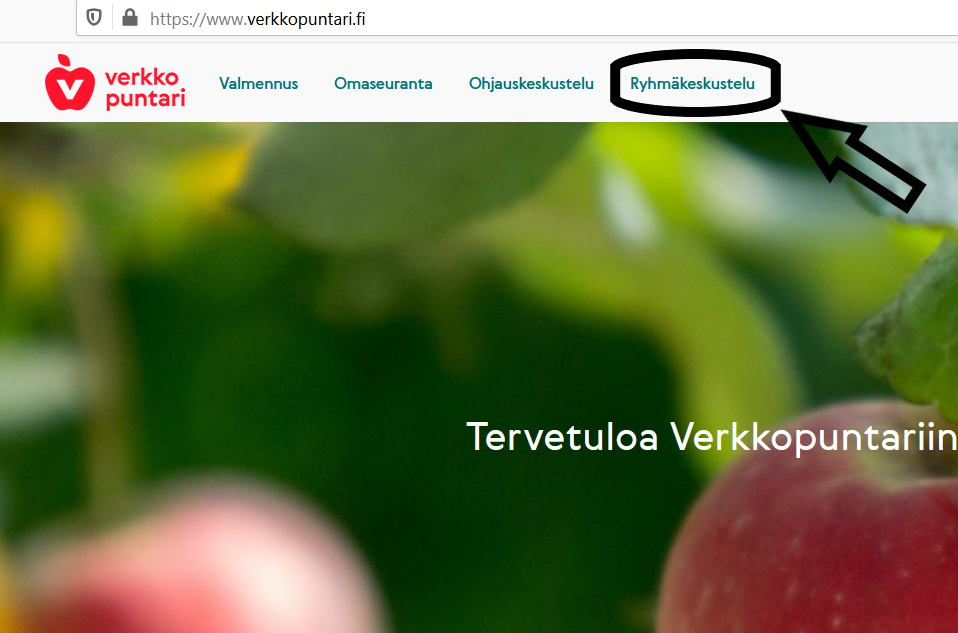 https://www.verkkopuntari.fi
verkko
puntari
Valmennus Omaseuranta Ohjauskeskustelu Ryhmäkeskustelu
Tervetuloa Verkkopuntariin